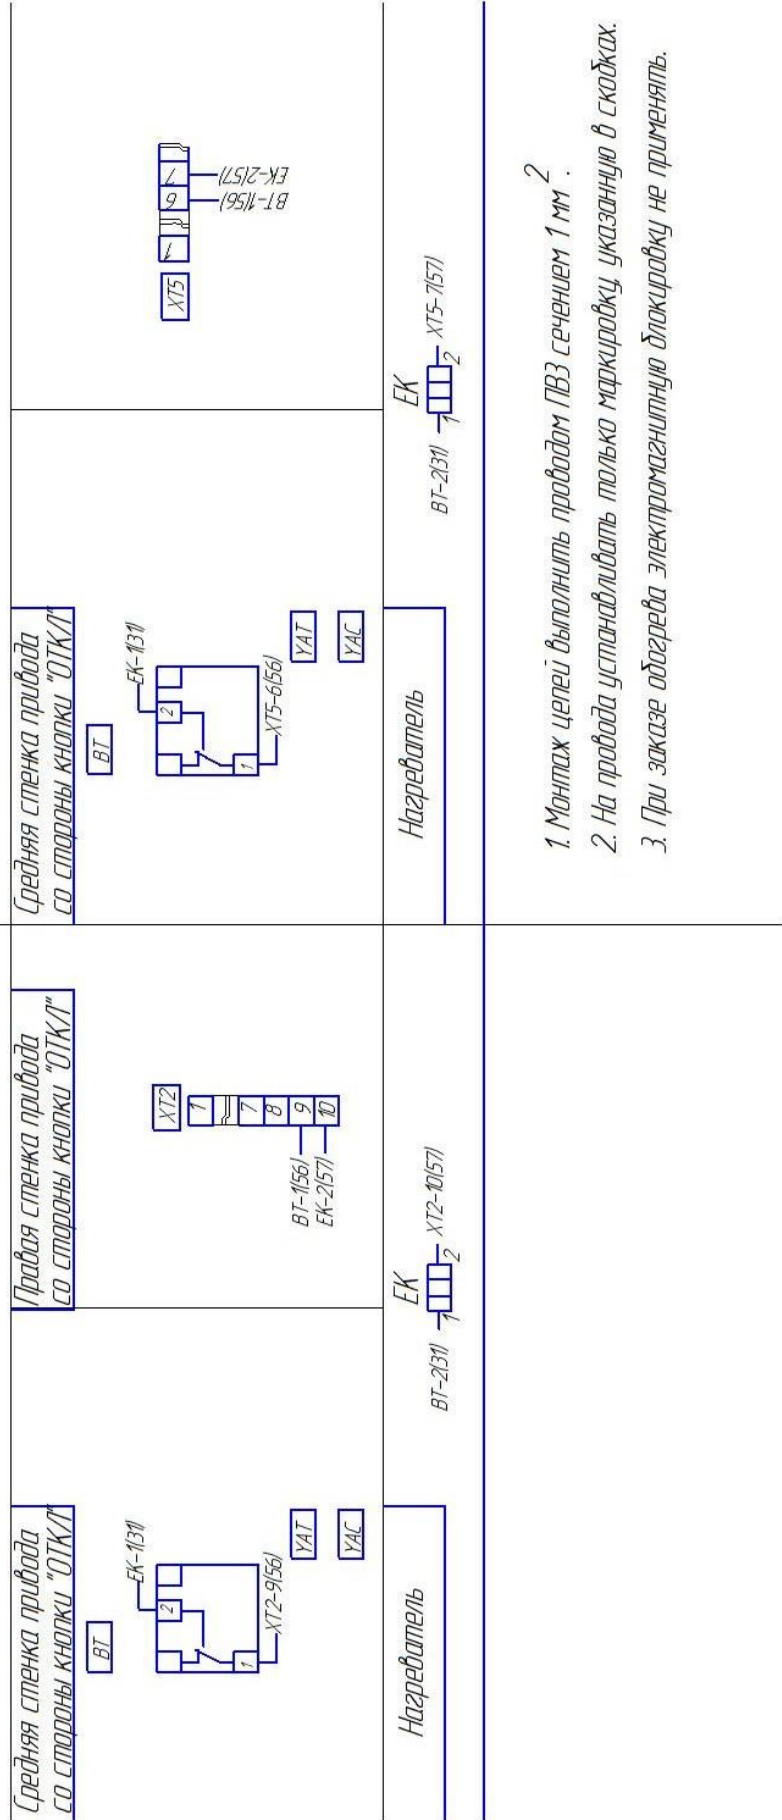 Средняя стенка привода
со стороны кнопки "ОТКЛ"
BT
EK-1(31)
2
1
XT2-9(56)
YAT
YAC
Нагреватель
Правая стенка привода
со стороны кнопки "ОТКЛ"
XT2
1
7
8
9
10
BT-1(56)
EK-2(57)
EK
BT-2(31)
1
2
XT2-10(57)
Средняя стенка привода
со стороны кнопки "ОТКЛ"
BT
EK-1(31)
2
1
XT5-6(56)
YAT
YAC
Нагреватель
XT5
1
6
7
BT-1(56)
EK-2(57)
EK
BT-2(31)
1
2
XT5-7(57)
1. Монтаж цепей выполнить проводом ПВ3 сечением 1 мм².
2. На провода устанавливать только маркировку, указанную в скобках.
3. При заказе обогрева электромагнитную блокировку не применять.